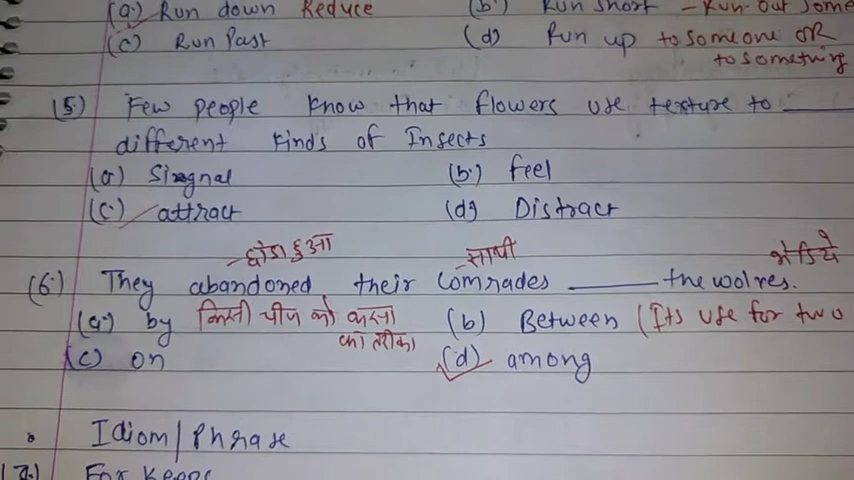 (a.) Run down Reduce (b.) Run short - Run-out some
(c) Run Past (d) Run up to someone OR
to something
(5.) Few people know that flowers use texture to ______
different kinds of Insects
(a) Signal (b.) feel
(c.) attract (d) Distract
छोडा हुआ साथी भेडिये
(6.) They abandoned their Comrades ______ the wolves.
(a.) by किसी चीज को करना (b) Between (Its use for two
का तरीका
(c) on (d) among
Idiom/Phrase
(7.) For Keeps